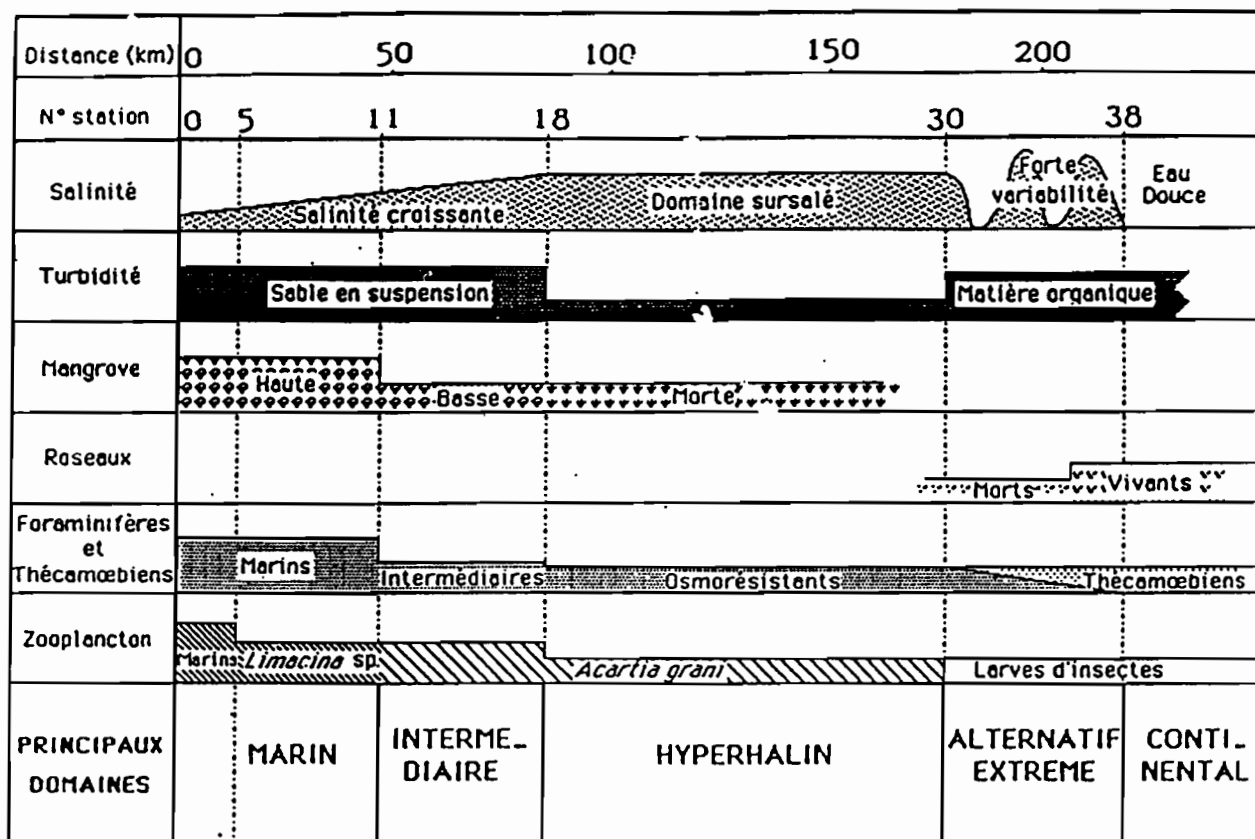 Distance (km) 0 50 100 150 200
N° station 0 5 11 18 30 38
Salinité
Salinité croissante
Domaine sursalé
Forte
variabilité
Eau
Douce
Turbidité
Sable en suspension
Matière organique
Mangrove
Haute
Basse
Morte
Roseaux
Morts
Vivants
Foraminifères
et
Thécamœbiens
Marins
Intermédiaires
Osmorésistants
Thécamœbiens
Zooplancton
Marins
Limacina sp.
Acartia grani
Larves d'insectes
PRINCIPAUX
DOMAINES
MARIN
INTERME_
DIAIRE
HYPERHALIN
ALTERNATIF
EXTREME
CONTI_
NENTAL